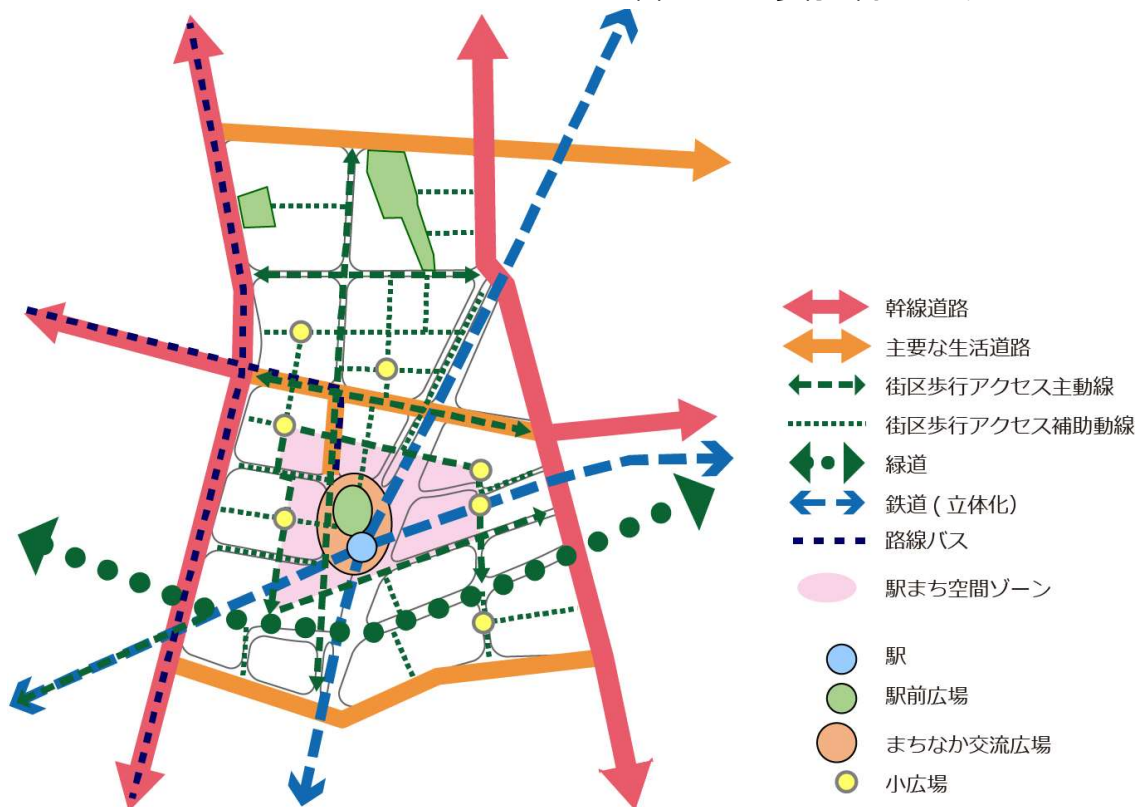 幹線道路
主要な生活道路
街区歩行アクセス主動線
街区歩行アクセス補助動線
緑道
鉄道 ( 立体化）
路線バス
駅まち空間ゾーン
駅
駅前広場
まちなか交流広場
小広場